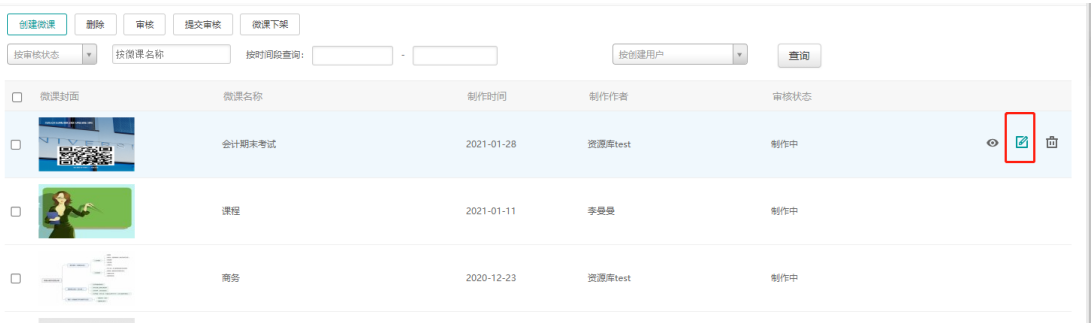 创建微课 删除 审核 提交审核 微课下架
按审核状态 按微课名称 按时间段查询: - 按创建用户 查询
微课封面 微课名称 制作时间 制作作者 审核状态
会计期末考试 2021-01-28 资源库test 制作中
课程 2021-01-11 李曼曼 制作中
商务 2020-12-23 资源库test 制作中